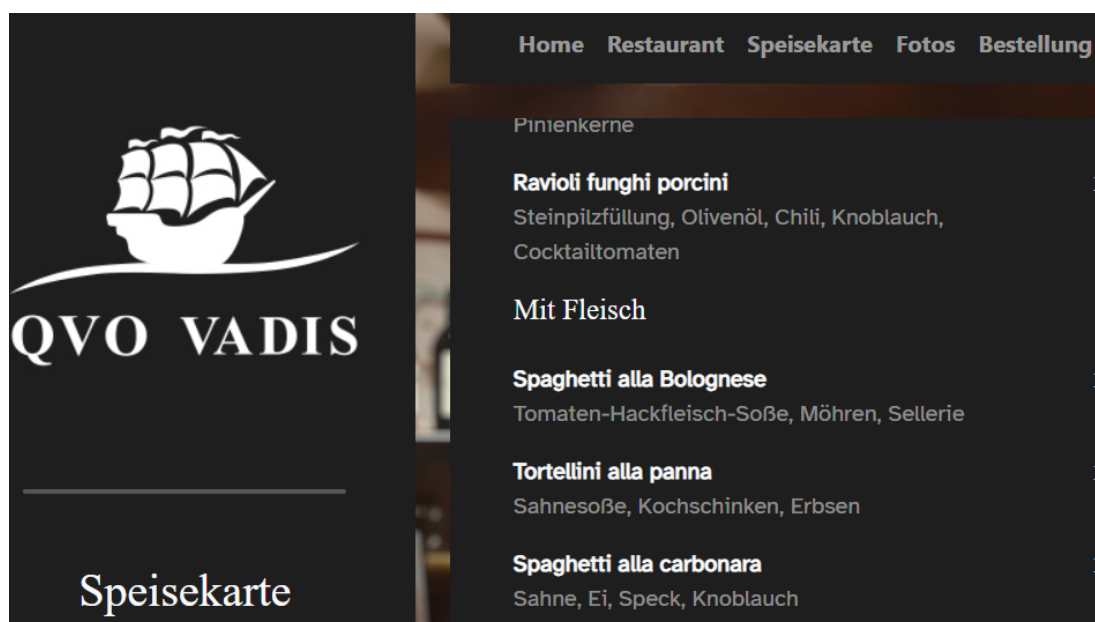 Home Restaurant Speisekarte Fotos Bestellung
QVO VADIS
Speisekarte
Pinienkerne
Ravioli funghi porcini
Steinpilzfüllung, Olivenöl, Chili, Knoblauch,
Cocktailtomaten
Mit Fleisch
Spaghetti alla Bolognese
Tomaten-Hackfleisch-Soße, Möhren, Sellerie
Tortellini alla panna
Sahnesoße, Kochschinken, Erbsen
Spaghetti alla carbonara
Sahne, Ei, Speck, Knoblauch